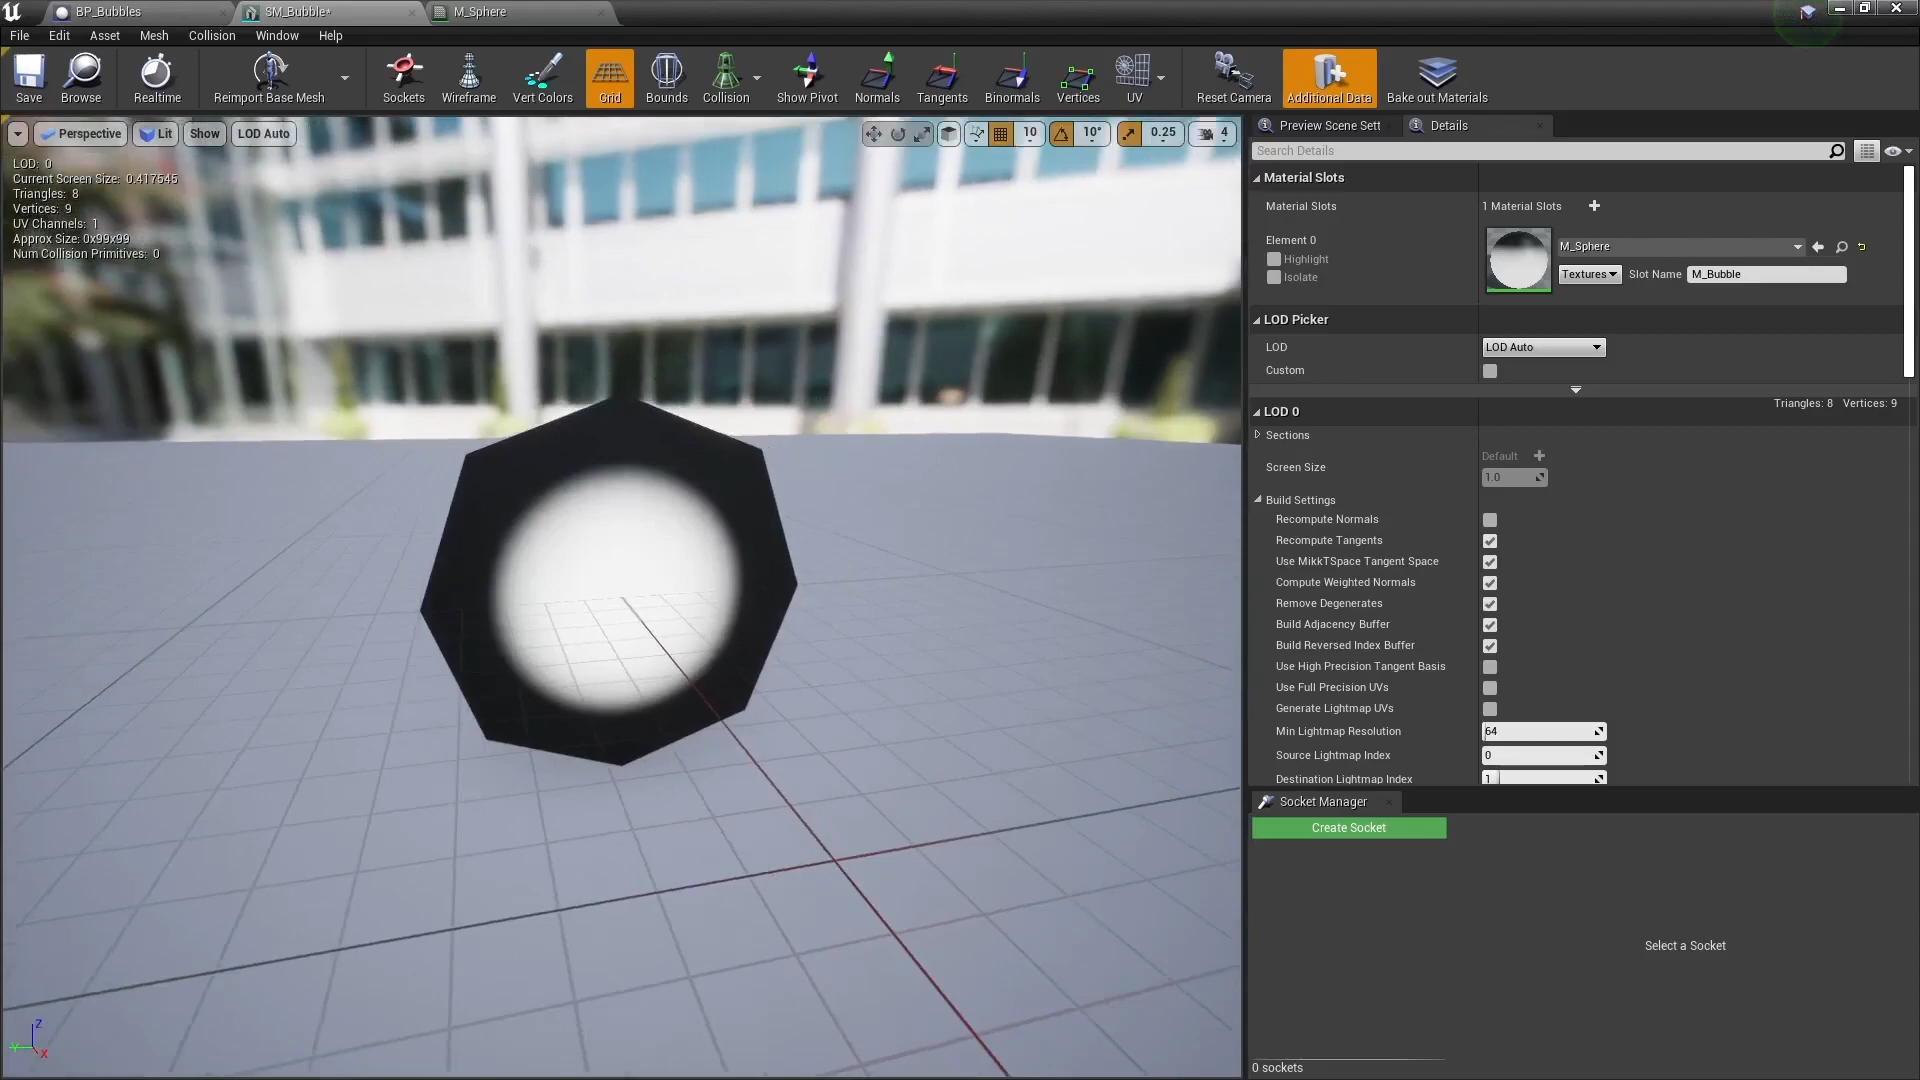 BP_Bubbles
SM_Bubble*
M_Sphere
File Edit Asset Mesh Collision Window Help
Save Browse Realtime Reimport Base Mesh Sockets Wireframe Vert Colors Grid Bounds Collision Show Pivot Normals Tangents Binormals Vertices UV Reset Camera Additional Data Bake out Materials
Perspective Lit Show LOD Auto 10 10° 0.25 4
LOD: 0
Current Screen Size: 0.417545
Triangles: 8
Vertices: 9
UV Channels: 1
Approx Size: 0x99x99
Num Collision Primitives: 0
Z
Y
X
Preview Scene Sett
Details
Search Details
Material Slots
Material Slots 1 Material Slots
Element 0
Highlight
Isolate
M_Sphere
Textures Slot Name M_Bubble
LOD Picker
LOD LOD Auto
Custom
LOD 0 Triangles: 8 Vertices: 9
Sections
Default
Screen Size 1.0
Build Settings
Recompute Normals
Recompute Tangents
Use MikkTSpace Tangent Space
Compute Weighted Normals
Remove Degenerates
Build Adjacency Buffer
Build Reversed Index Buffer
Use High Precision Tangent Basis
Use Full Precision UVs
Generate Lightmap UVs
Min Lightmap Resolution 64
Source Lightmap Index 0
Destination Lightmap Index 1
Socket Manager
Create Socket
Select a Socket
0 sockets